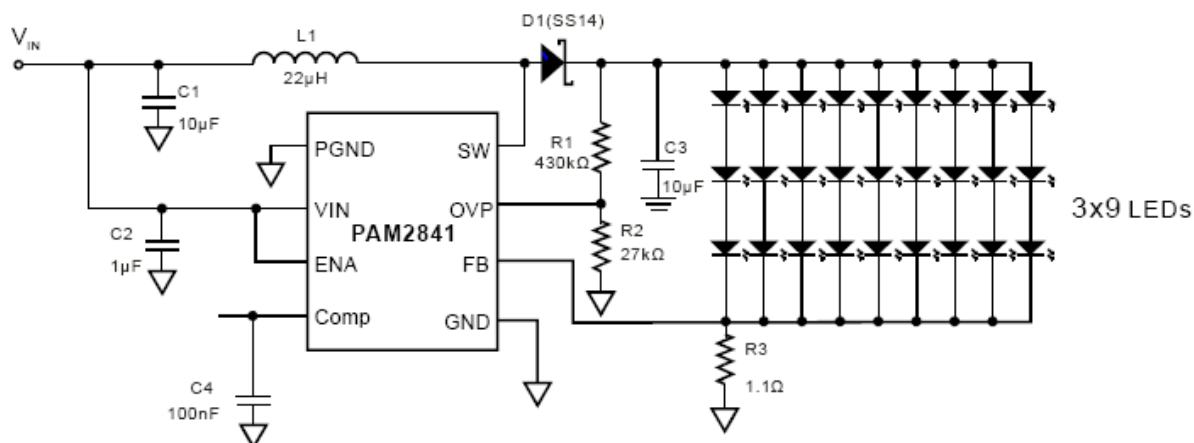 D1(SS14)
VIN
L1
22µH
C1
10µF
PGND
SW
R1
430kΩ
C3
10µF
VIN
OVP
3x9 LEDs
PAM2841
C2
1µF
R2
27kΩ
ENA
FB
Comp
GND
R3
1.1Ω
C4
100nF